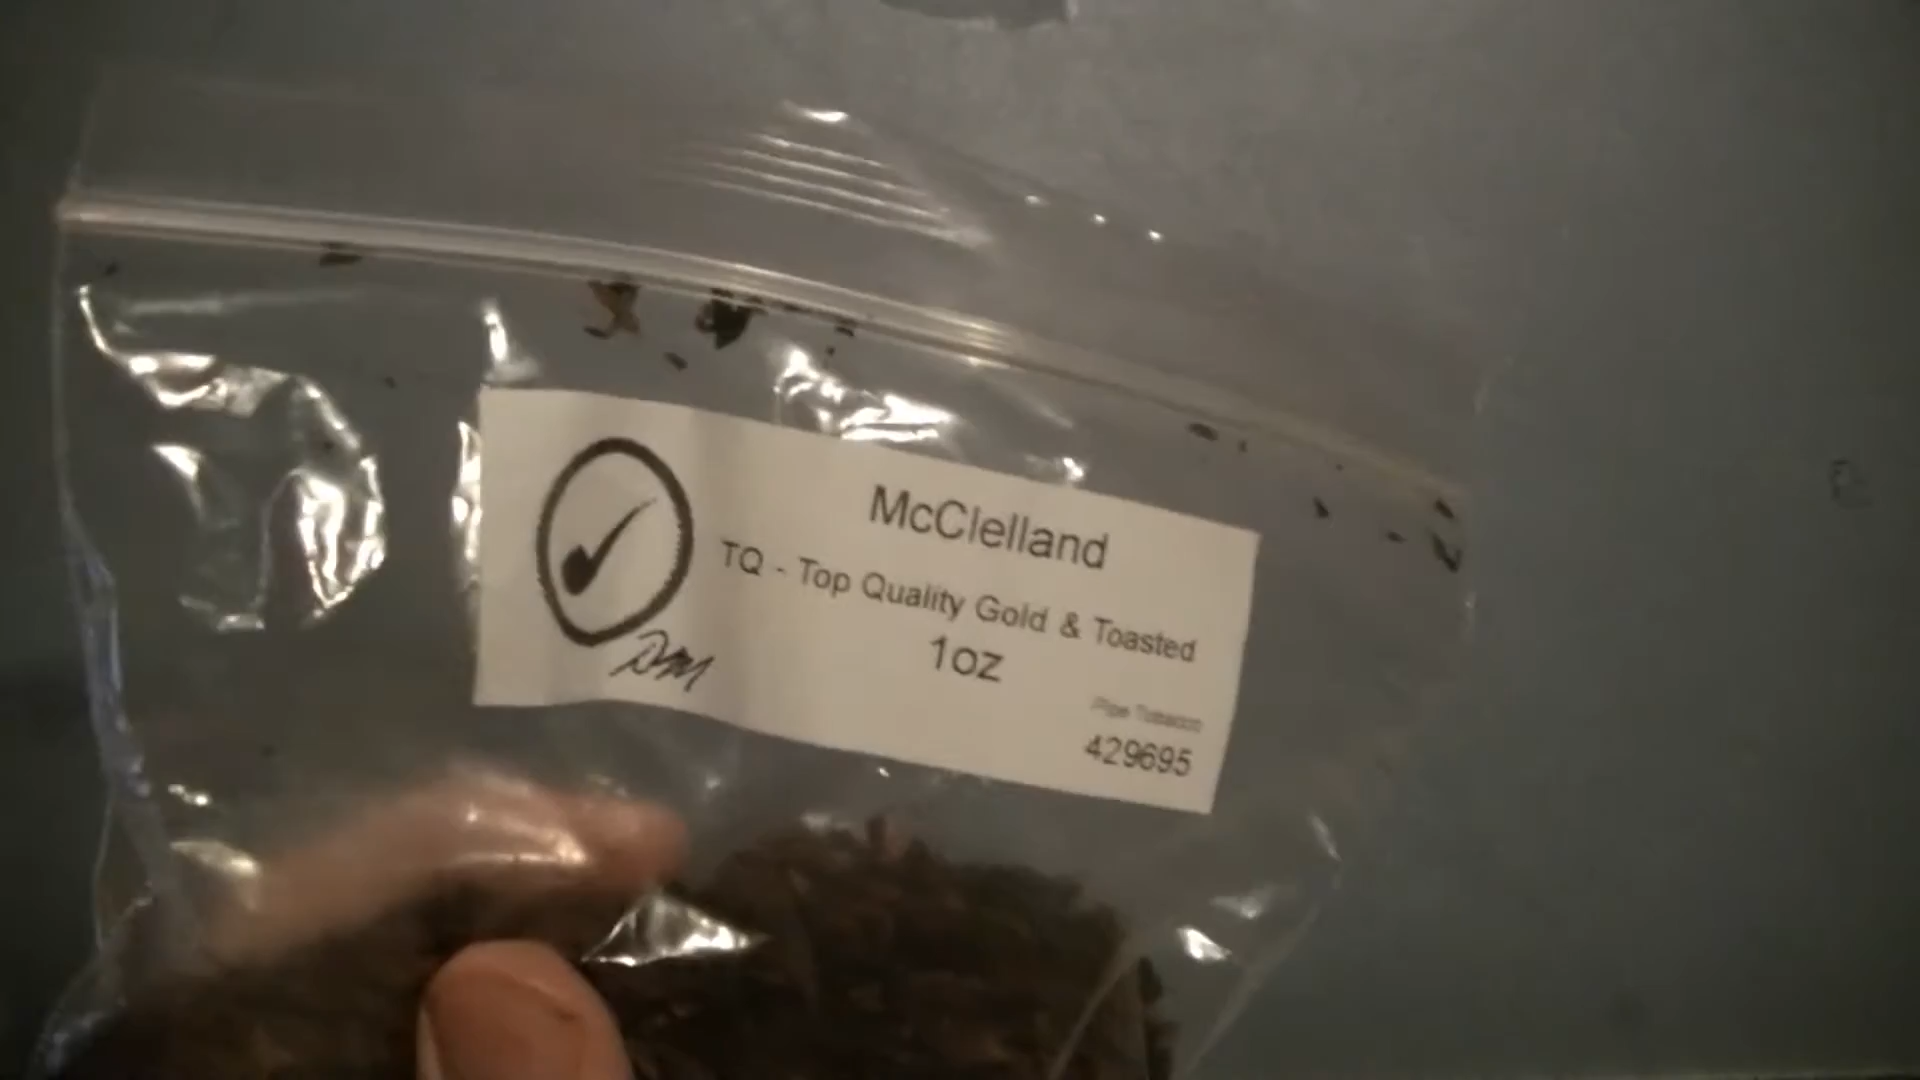 McClelland
TQ - Top Quality Gold & Toasted
1oz
Pipe Tobacco
429695